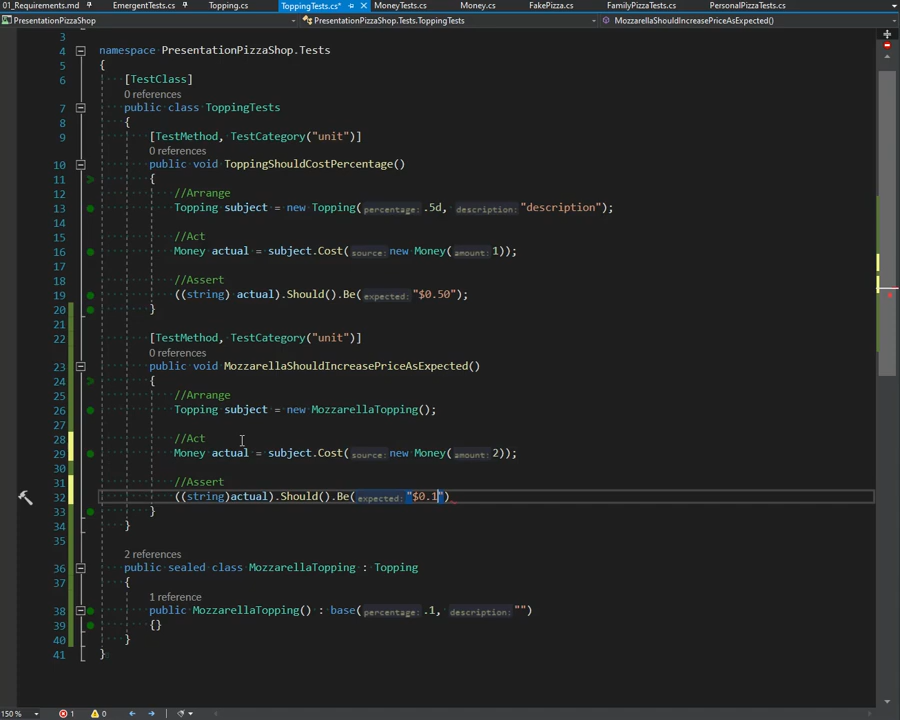 01_Requirements.md EmergentTests.cs Topping.cs ToppingTests.cs* MoneyTests.cs Money.cs FakePizza.cs FamilyPizzaTests.cs PersonalPizzaTests.cs
PresentationPizzaShop PresentationPizzaShop.Tests.ToppingTests MozzarellaShouldIncreasePriceAsExpected()
3
4 namespace PresentationPizzaShop.Tests
5 {
6 [TestClass]
0 references
7 public class ToppingTests
8 {
9 [TestMethod, TestCategory("unit")]
0 references
10 public void ToppingShouldCostPercentage()
11 {
12 //Arrange
13 Topping subject = new Topping(percentage: .5d, description: "description");
14
15 //Act
16 Money actual = subject.Cost(source: new Money(amount: 1));
17
18 //Assert
19 ((string) actual).Should().Be(expected: "$0.50");
20 }
21
22 [TestMethod, TestCategory("unit")]
0 references
23 public void MozzarellaShouldIncreasePriceAsExpected()
24 {
25 //Arrange
26 Topping subject = new MozzarellaTopping();
27
28 //Act
29 Money actual = subject.Cost(source: new Money(amount: 2));
30
31 //Assert
32 ((string)actual).Should().Be(expected: "$0.1")
33 }
34 }
35
2 references
36 public sealed class MozzarellaTopping : Topping
37 {
1 reference
38 public MozzarellaTopping() : base(percentage: .1, description: "")
39 {}
40 }
41 }
150 % 1 0